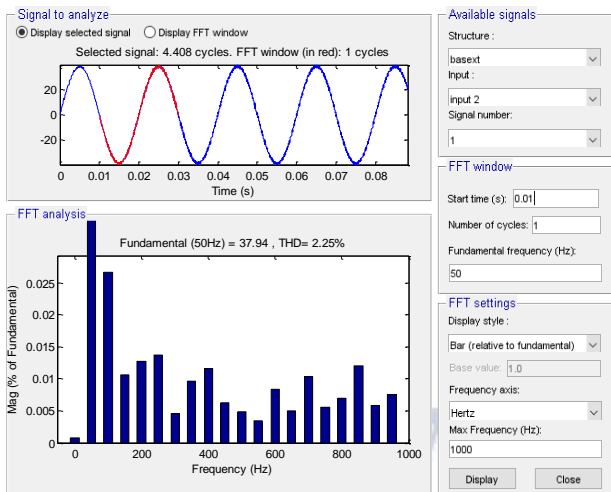 Signal to analyze
Display selected signal Display FFT window
Selected signal: 4.408 cycles. FFT window (in red): 1 cycles
20
0
-20
0 0.01 0.02 0.03 0.04 0.05 0.06 0.07 0.08
Time (s)
FFT analysis
Fundamental (50Hz) = 37.94 , THD= 2.25%
Mag (% of Fundamental)
0.025
0.02
0.015
0.01
0.005
0
0 200 400 600 800 1000
Frequency (Hz)
Available signals
Structure :
basext
Input :
input 2
Signal number:
1
FFT window
Start time (s): 0.01
Number of cycles: 1
Fundamental frequency (Hz):
50
FFT settings
Display style :
Bar (relative to fundamental)
Base value: 1.0
Frequency axis:
Hertz
Max Frequency (Hz):
1000
Display Close